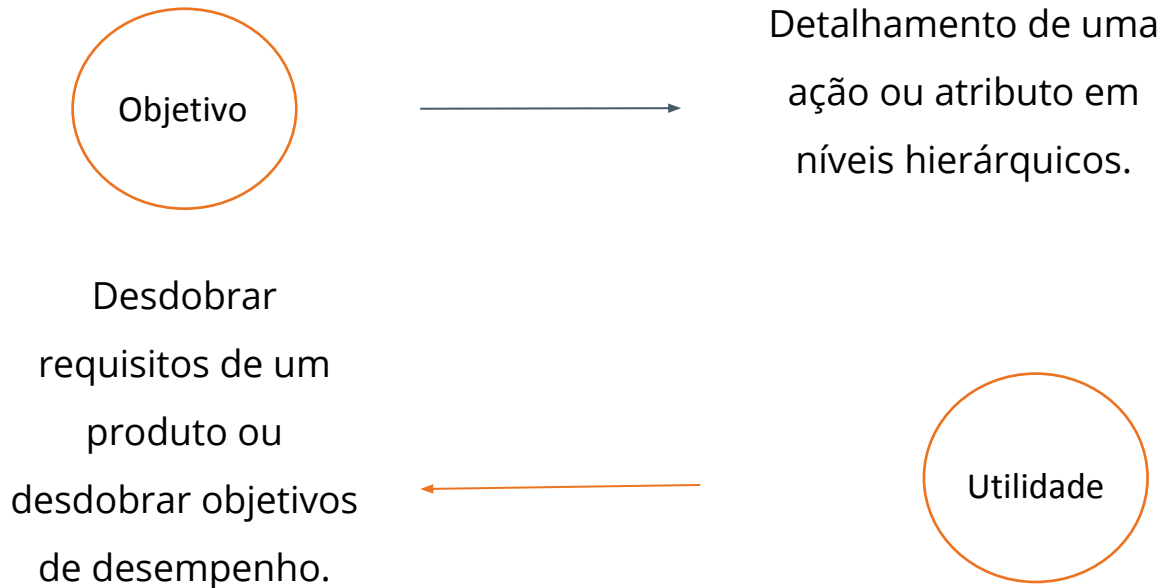 Objetivo
Detalhamento de uma
ação ou atributo em
níveis hierárquicos.
Desdobrar
requisitos de um
produto ou
desdobrar objetivos
de desempenho.
Utilidade